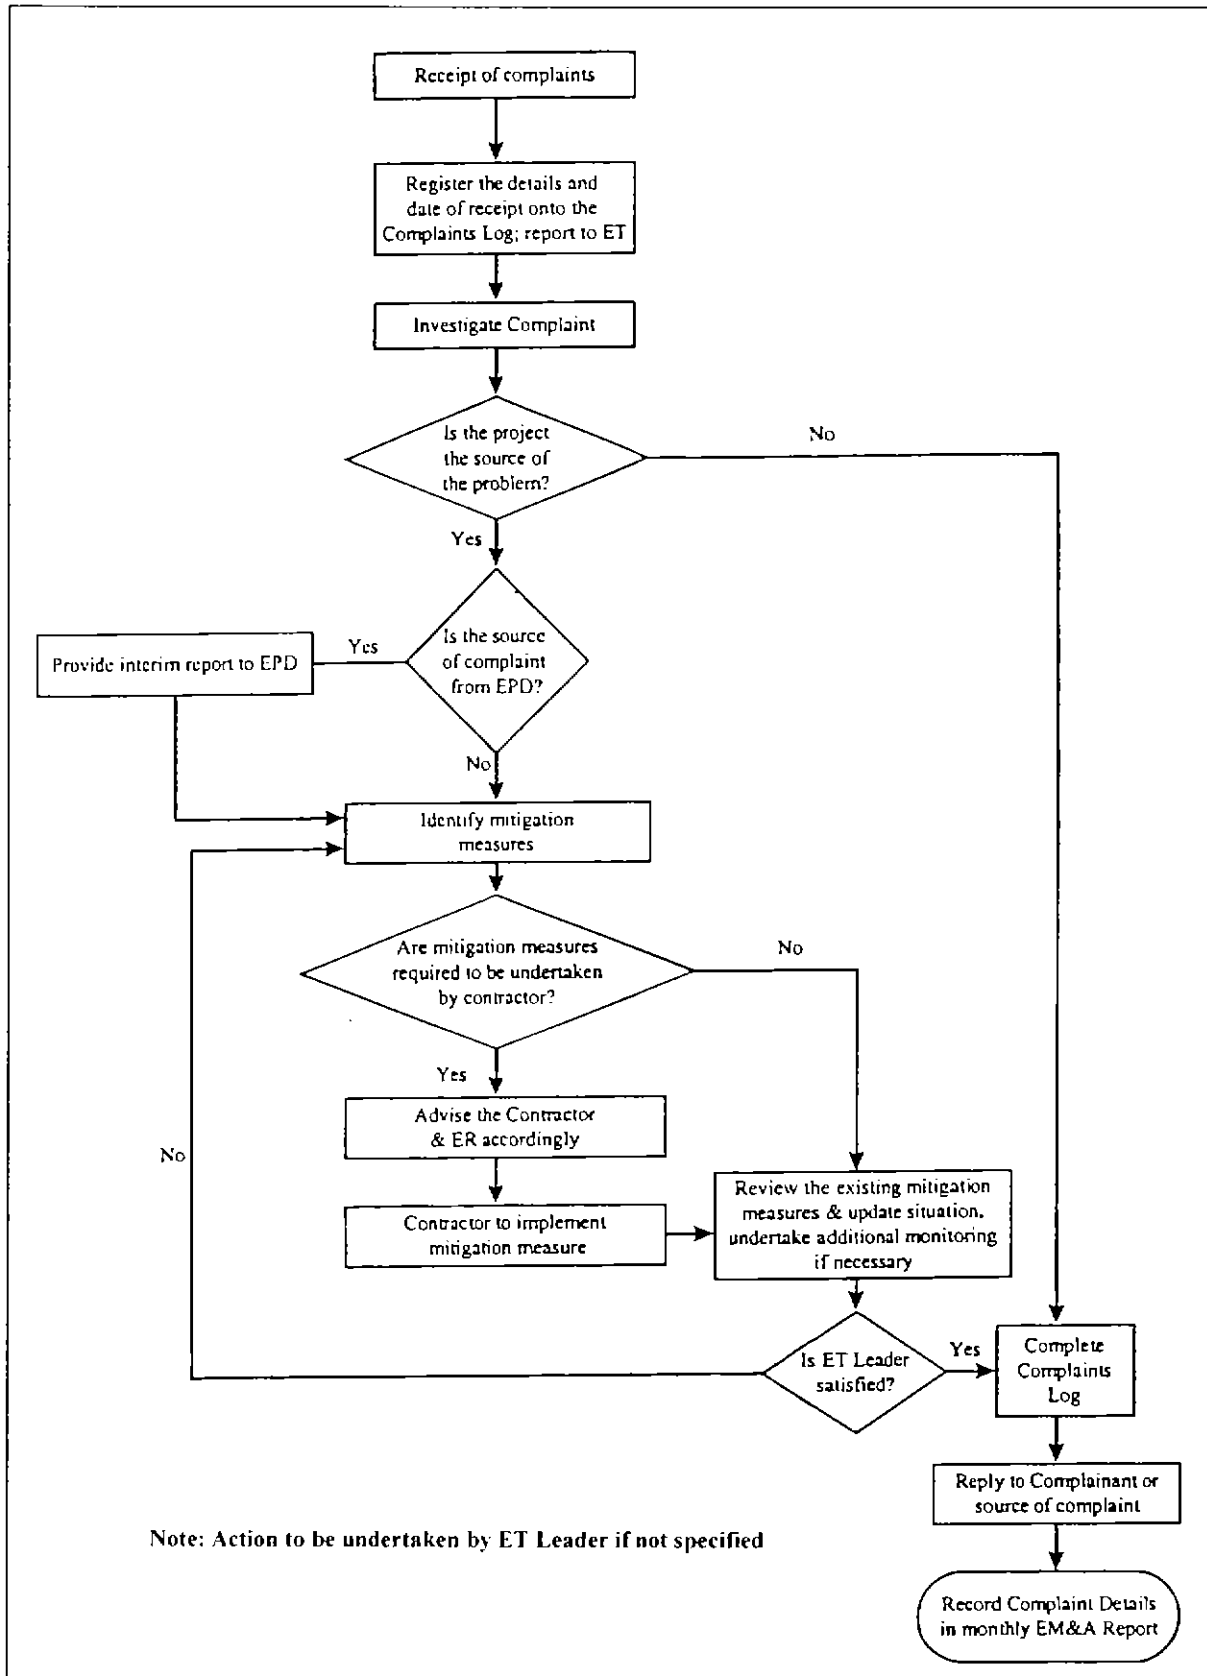 Receipt of complaints
Register the details and
date of receipt onto the
Complaints Log; report to ET
Investigate Complaint
Is the project
the source of
the problem?
No
Yes
Is the source
of complaint
from EPD?
Yes
Provide interim report to EPD
No
Identify mitigation
measures
Are mitigation measures
required to be undertaken
by contractor?
No
Yes
Advise the Contractor
& ER accordingly
No
Contractor to implement
mitigation measure
Review the existing mitigation
measures & update situation,
undertake additional monitoring
if necessary
Is ET Leader
satisfied?
Yes
Complete
Complaints
Log
Reply to Complainant or
source of complaint
Note: Action to be undertaken by ET Leader if not specified
Record Complaint Details
in monthly EM&A Report